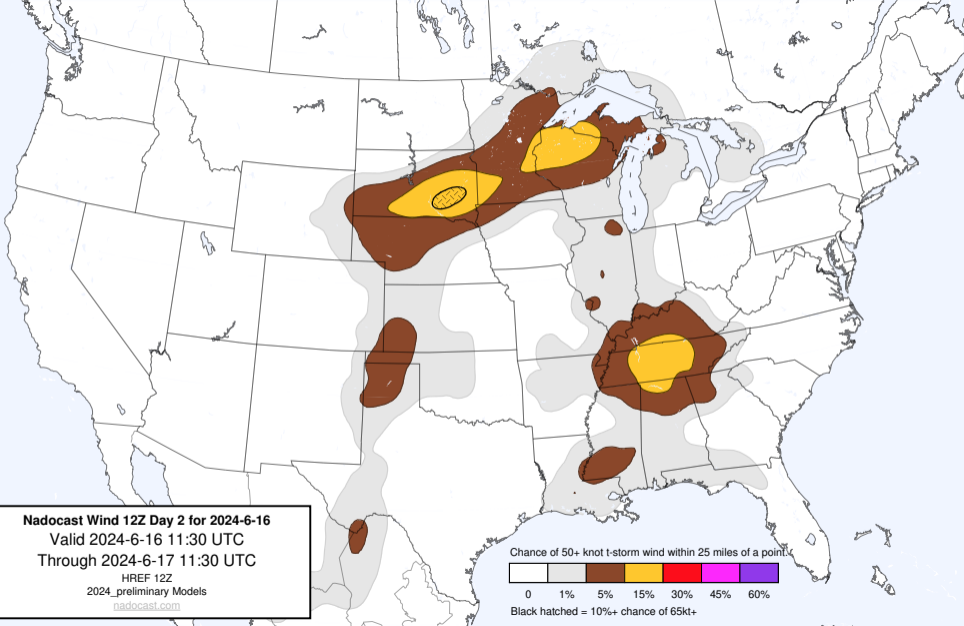 Nadocast Wind 12Z Day 2 for 2024-6-16
Valid 2024-6-16 11:30 UTC
Through 2024-6-17 11:30 UTC
HREF 12Z
2024_preliminary Models
nadocast.com
Chance of 50+ knot t-storm wind within 25 miles of a point.
0 1% 5% 15% 30% 45% 60%
Black hatched = 10%+ chance of 65kt+